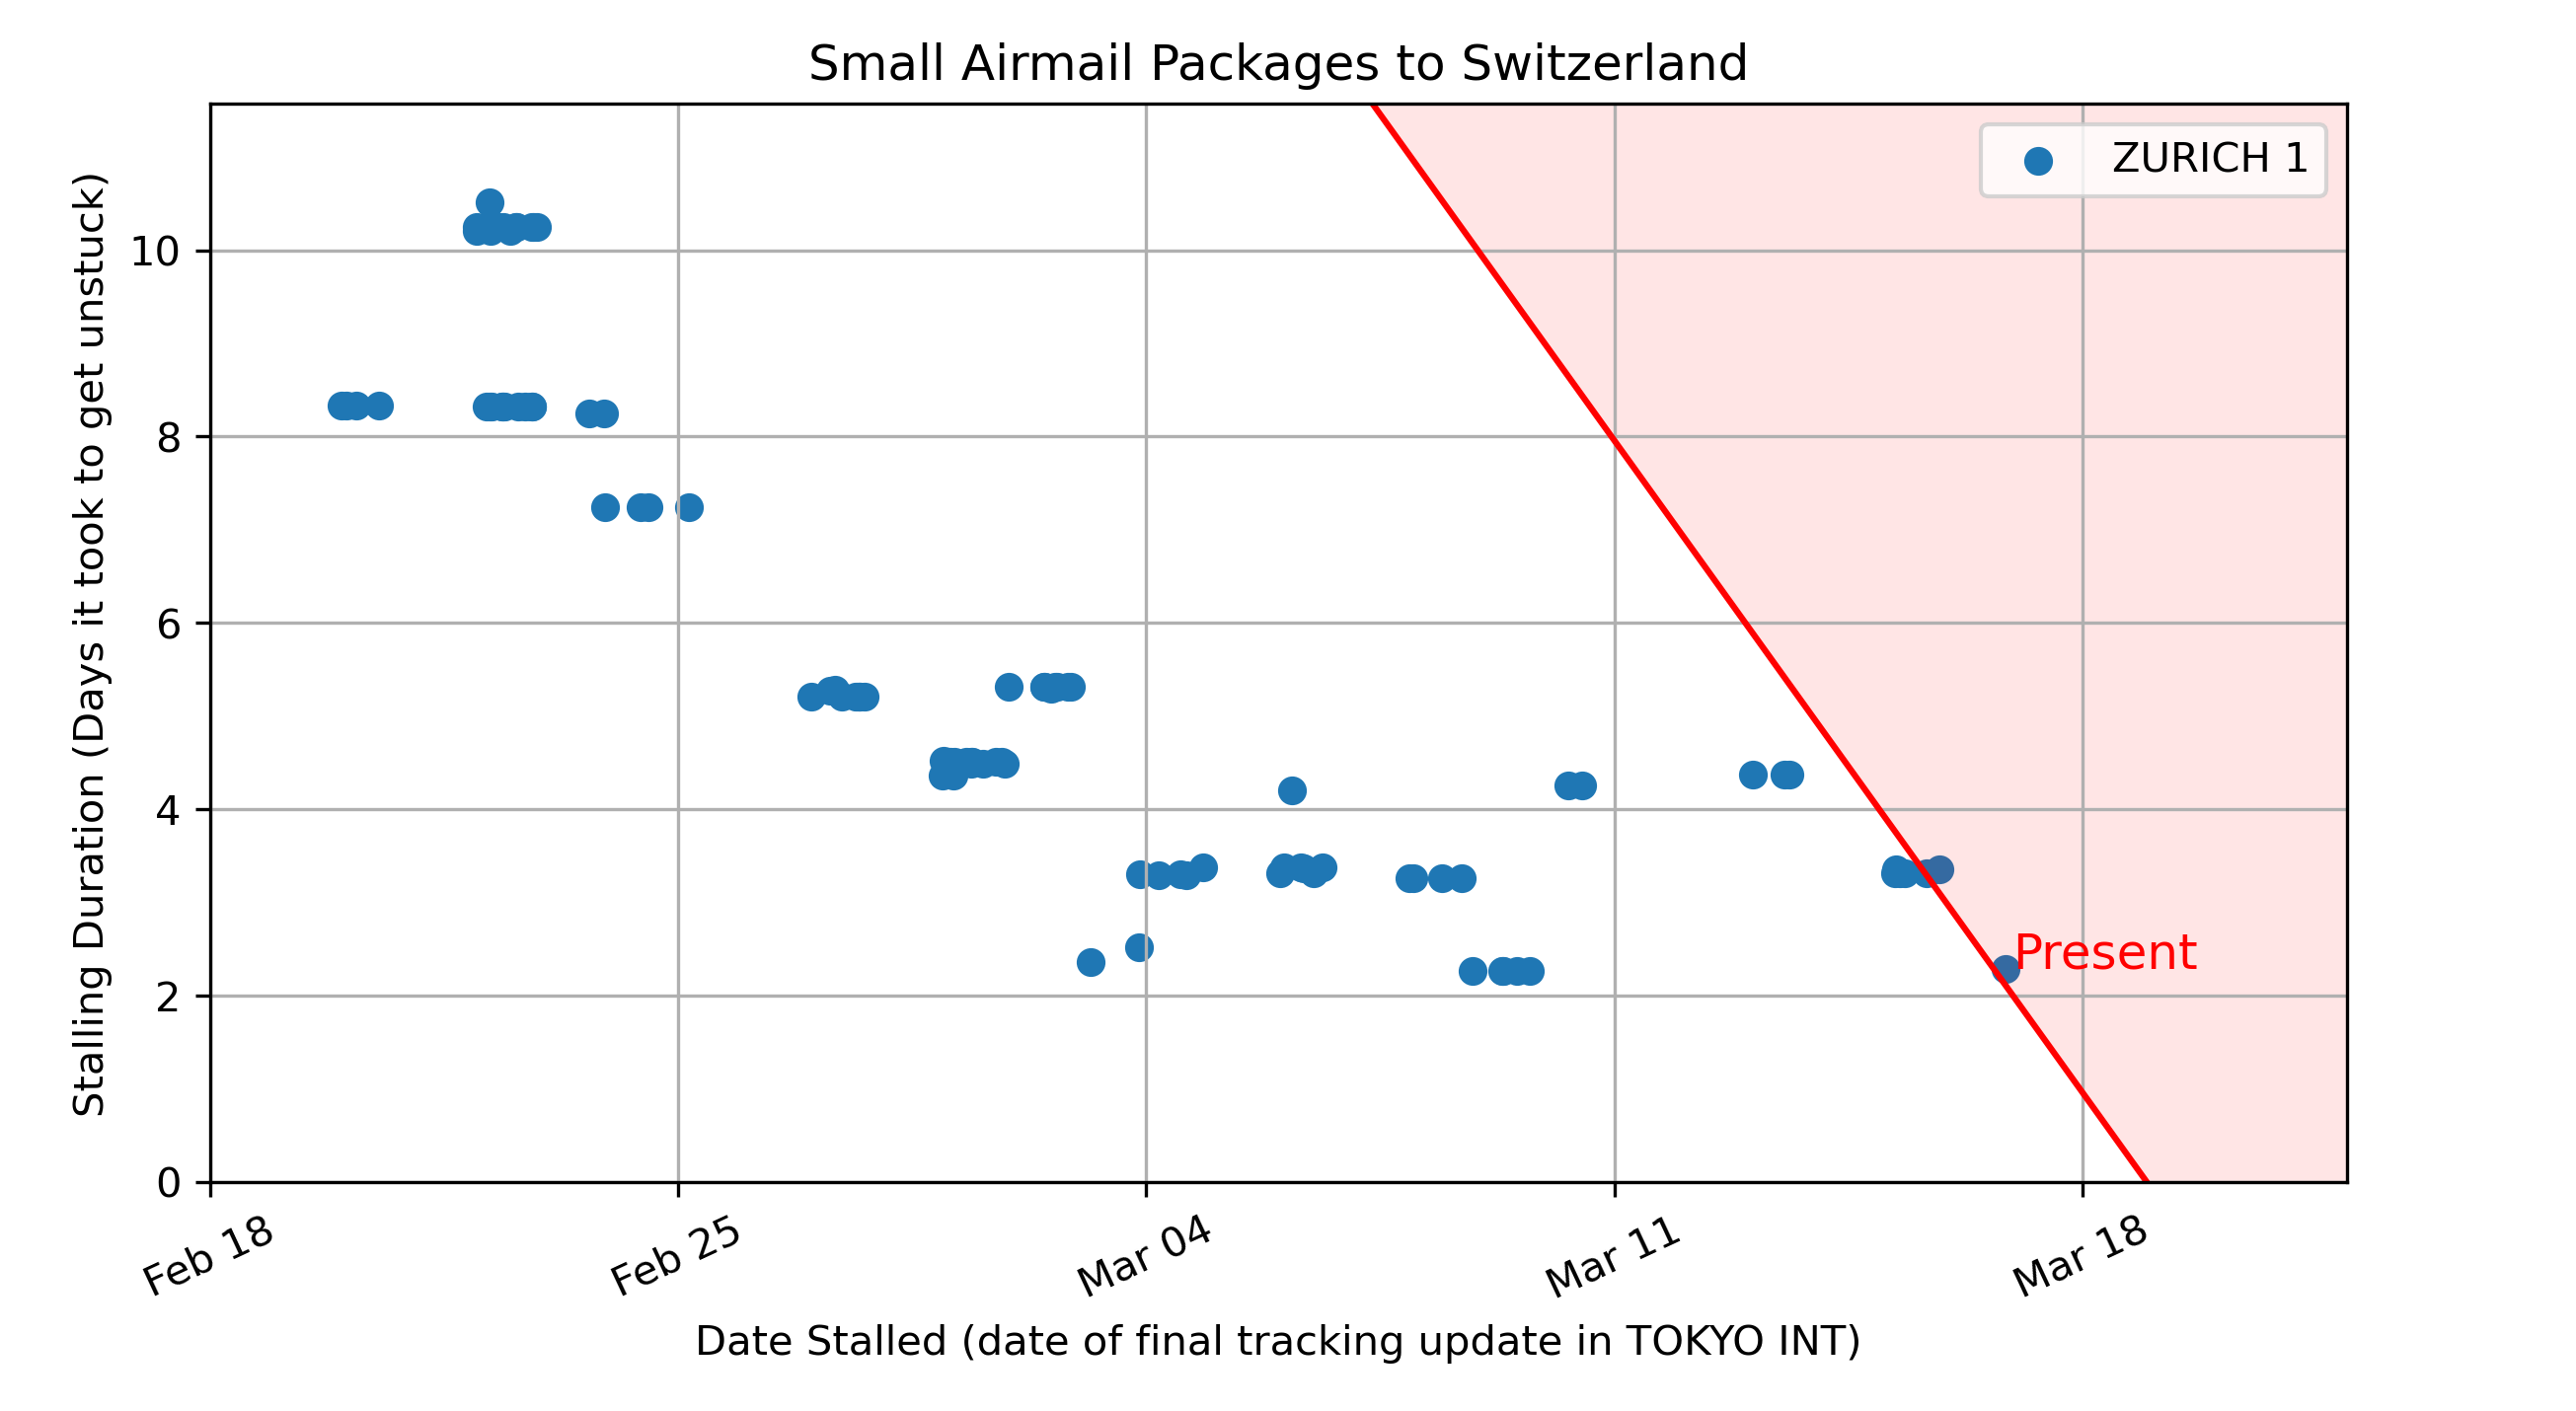 Small Airmail Packages to Switzerland
ZURICH 1
Stalling Duration (Days it took to get unstuck)
10
8
6
4
2
0
Present
Feb 18
Feb 25
Mar 04
Mar 11
Mar 18
Date Stalled (date of final tracking update in TOKYO INT)